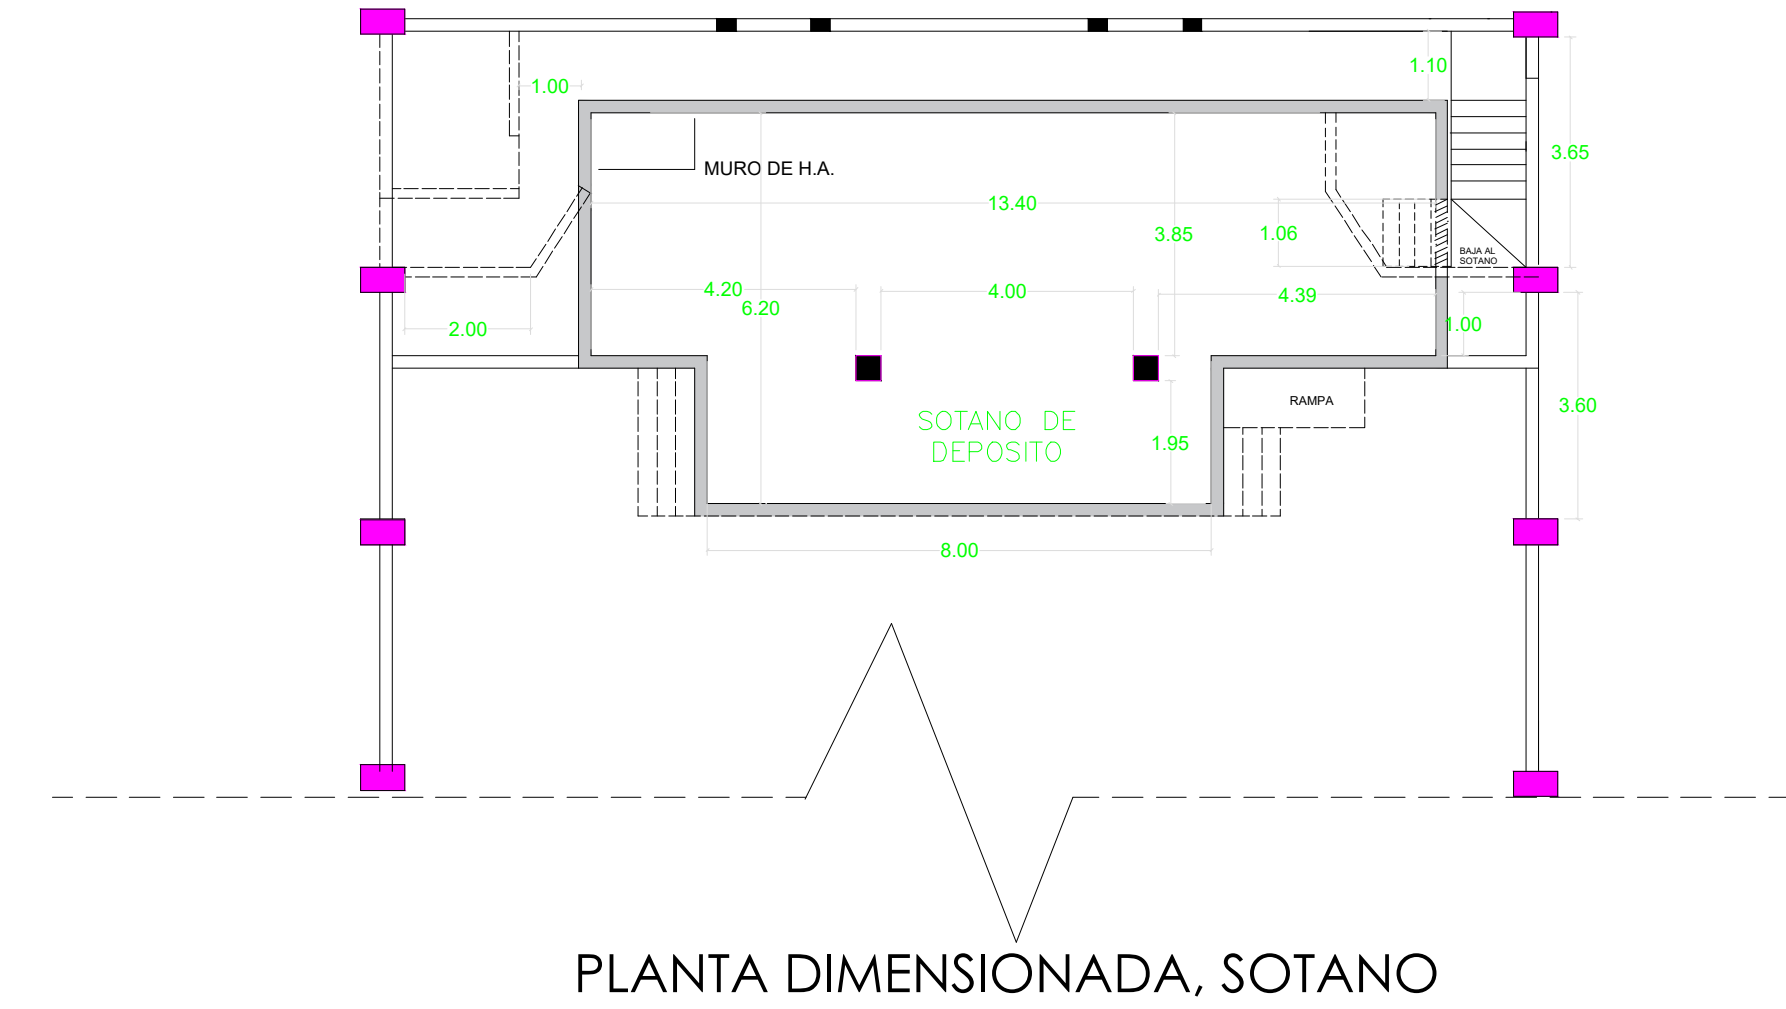 1.10
1.00
3.65
MURO DE H.A.
13.40
3.85
1.06
BAJA AL
SOTANO
4.20
4.00
4.39
6.20
2.00
1.00
RAMPA
3.60
SOTANO DE
DEPOSITO
1.95
8.00
PLANTA DIMENSIONADA, SOTANO